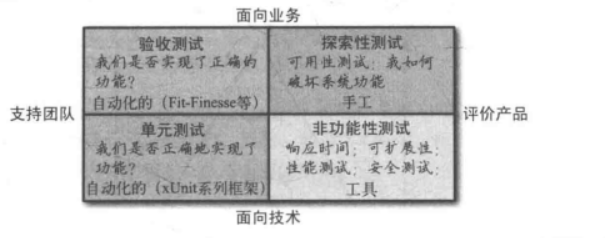 面向业务
验收测试
我们是否实现了正确的
功能?
自动化的（Fit-Finesse等）
探索性测试
可用性测试；我如何
破坏系统功能
手工
支持团队
评价产品
单元测试
我们是否正确地实现了
功能?
自动化的（xUnit系列框架）
非功能性测试
响应时间；可扩展性；
性能测试；安全测试；
工具
面向技术